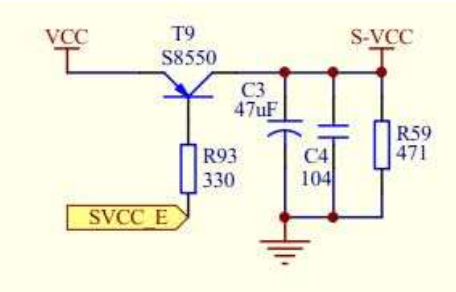 VCC
T9
S8550
S-VCC
C3
47uF
C4
104
R59
471
R93
330
SVCC_E